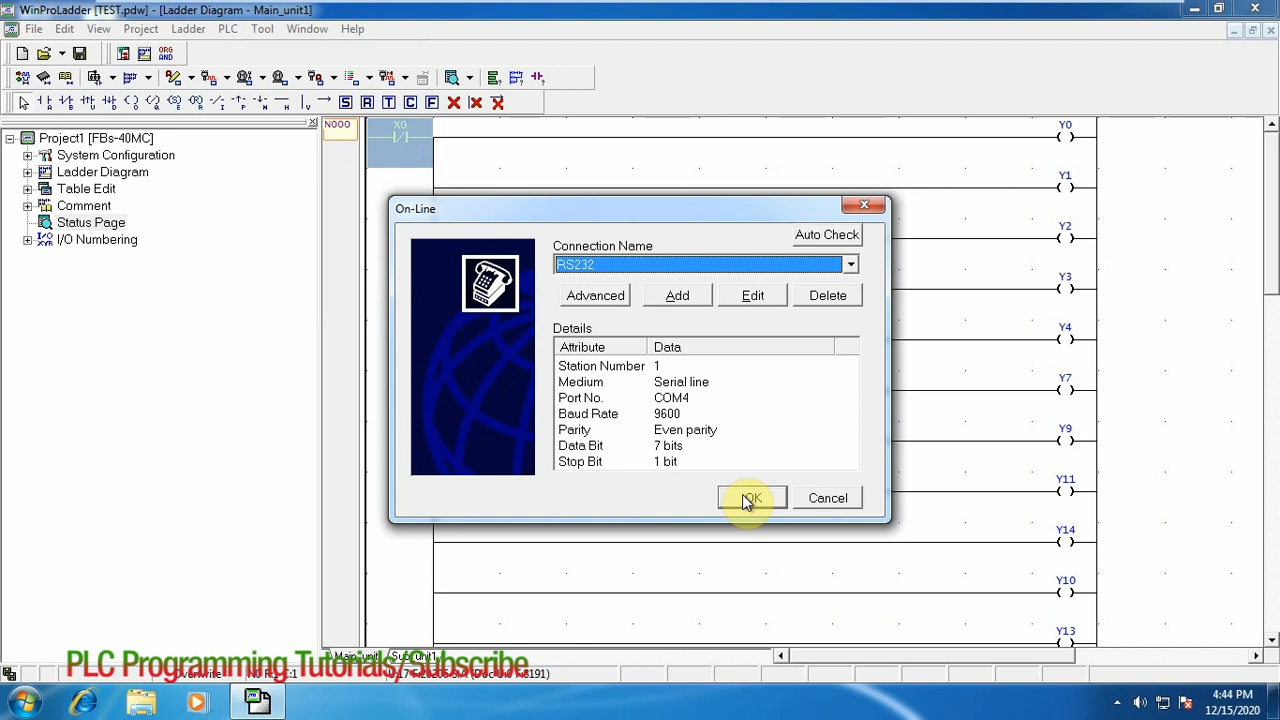 WinProLadder [TEST.pdw] - [Ladder Diagram - Main_unit1]
File Edit View Project Ladder PLC Tool Window Help
ORG
AND
S R T C F
Project1 [FBs-40MC]
System Configuration
Ladder Diagram
Table Edit
Comment
Status Page
I/O Numbering
N000
X0
Y0
Y1
Y2
Y3
Y4
Y7
Y9
Y11
Y14
Y10
Y13
On-Line
Auto Check
Connection Name
RS232
Advanced Add Edit Delete
Details
Attribute Data
Station Number 1
Medium Serial line
Port No. COM4
Baud Rate 9600
Parity Even parity
Data Bit 7 bits
Stop Bit 1 bit
OK Cancel
PLC Programming Tutorials/Subscribe
Overwrite
4:44 PM
12/15/2020